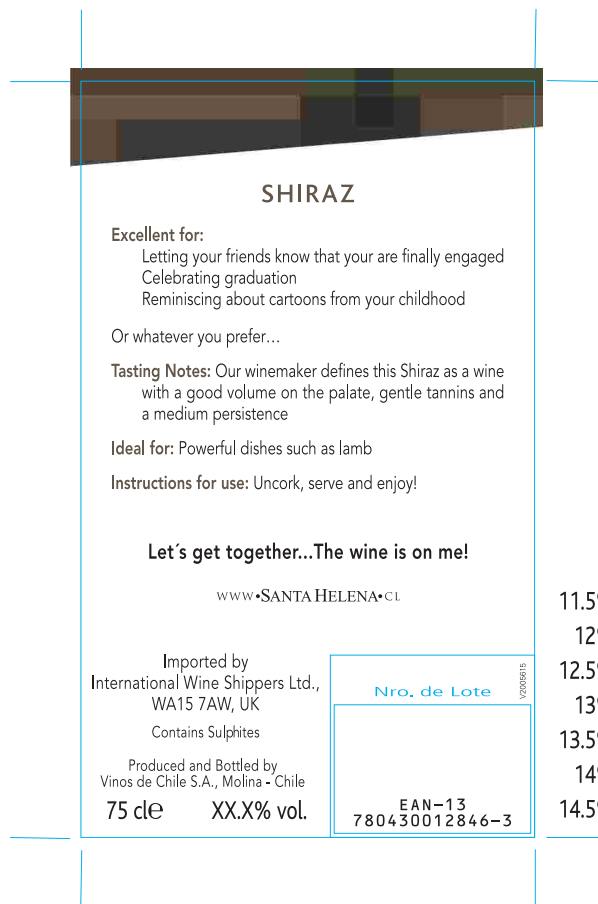 SHIRAZ
Excellent for:
Letting your friends know that your are finally engaged
Celebrating graduation
Reminiscing about cartoons from your childhood
Or whatever you prefer...
Tasting Notes: Our winemaker defines this Shiraz as a wine
with a good volume on the palate, gentle tannins and
a medium persistence
Ideal for: Powerful dishes such as lamb
Instructions for use: Uncork, serve and enjoy!
Let´s get together...The wine is on me!
WWW•SANTA HELENA•CL
Imported by
International Wine Shippers Ltd.,
WA15 7AW, UK
Contains Sulphites
Produced and Bottled by
Vinos de Chile S.A., Molina - Chile
75 cl℮ XX.X% vol.
Nro. de Lote
V2005615
EAN-13
780430012846-3
11.5
12
12.5
13
13.5
14
14.5